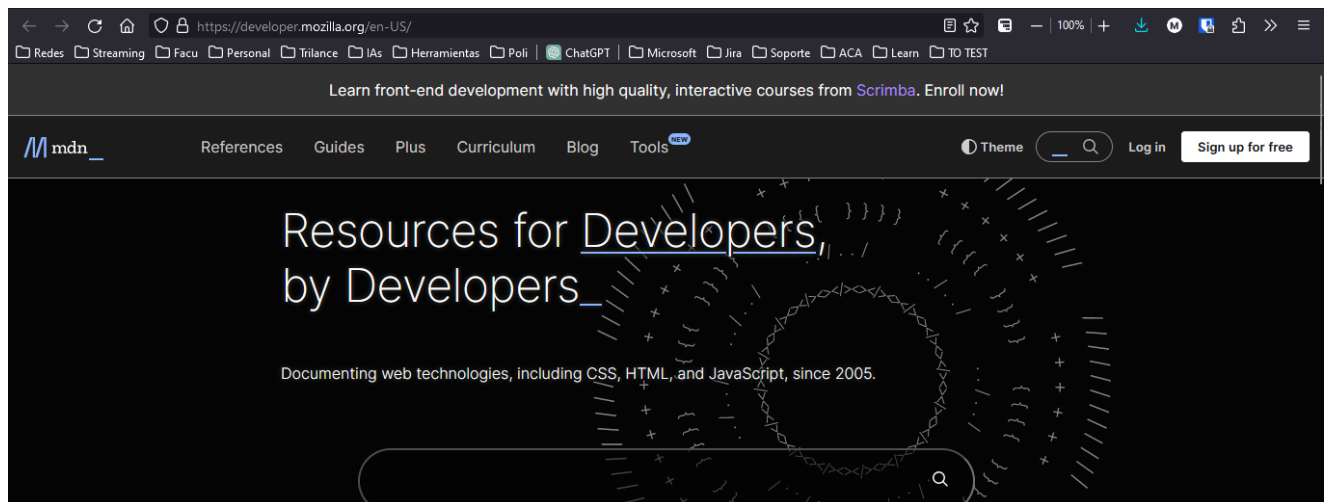 https://developer.mozilla.org/en-US/ 100%
Redes Streaming Facu Personal Trilance IAs Herramientas Poli ChatGPT Microsoft Jira Soporte ACA Learn TO TEST
Learn front-end development with high quality, interactive courses from Scrimba. Enroll now!
mdn_ References Guides Plus Curriculum Blog Tools NEW Theme Log in Sign up for free
Resources for Developers,
by Developers_
Documenting web technologies, including CSS, HTML, and JavaScript, since 2005.